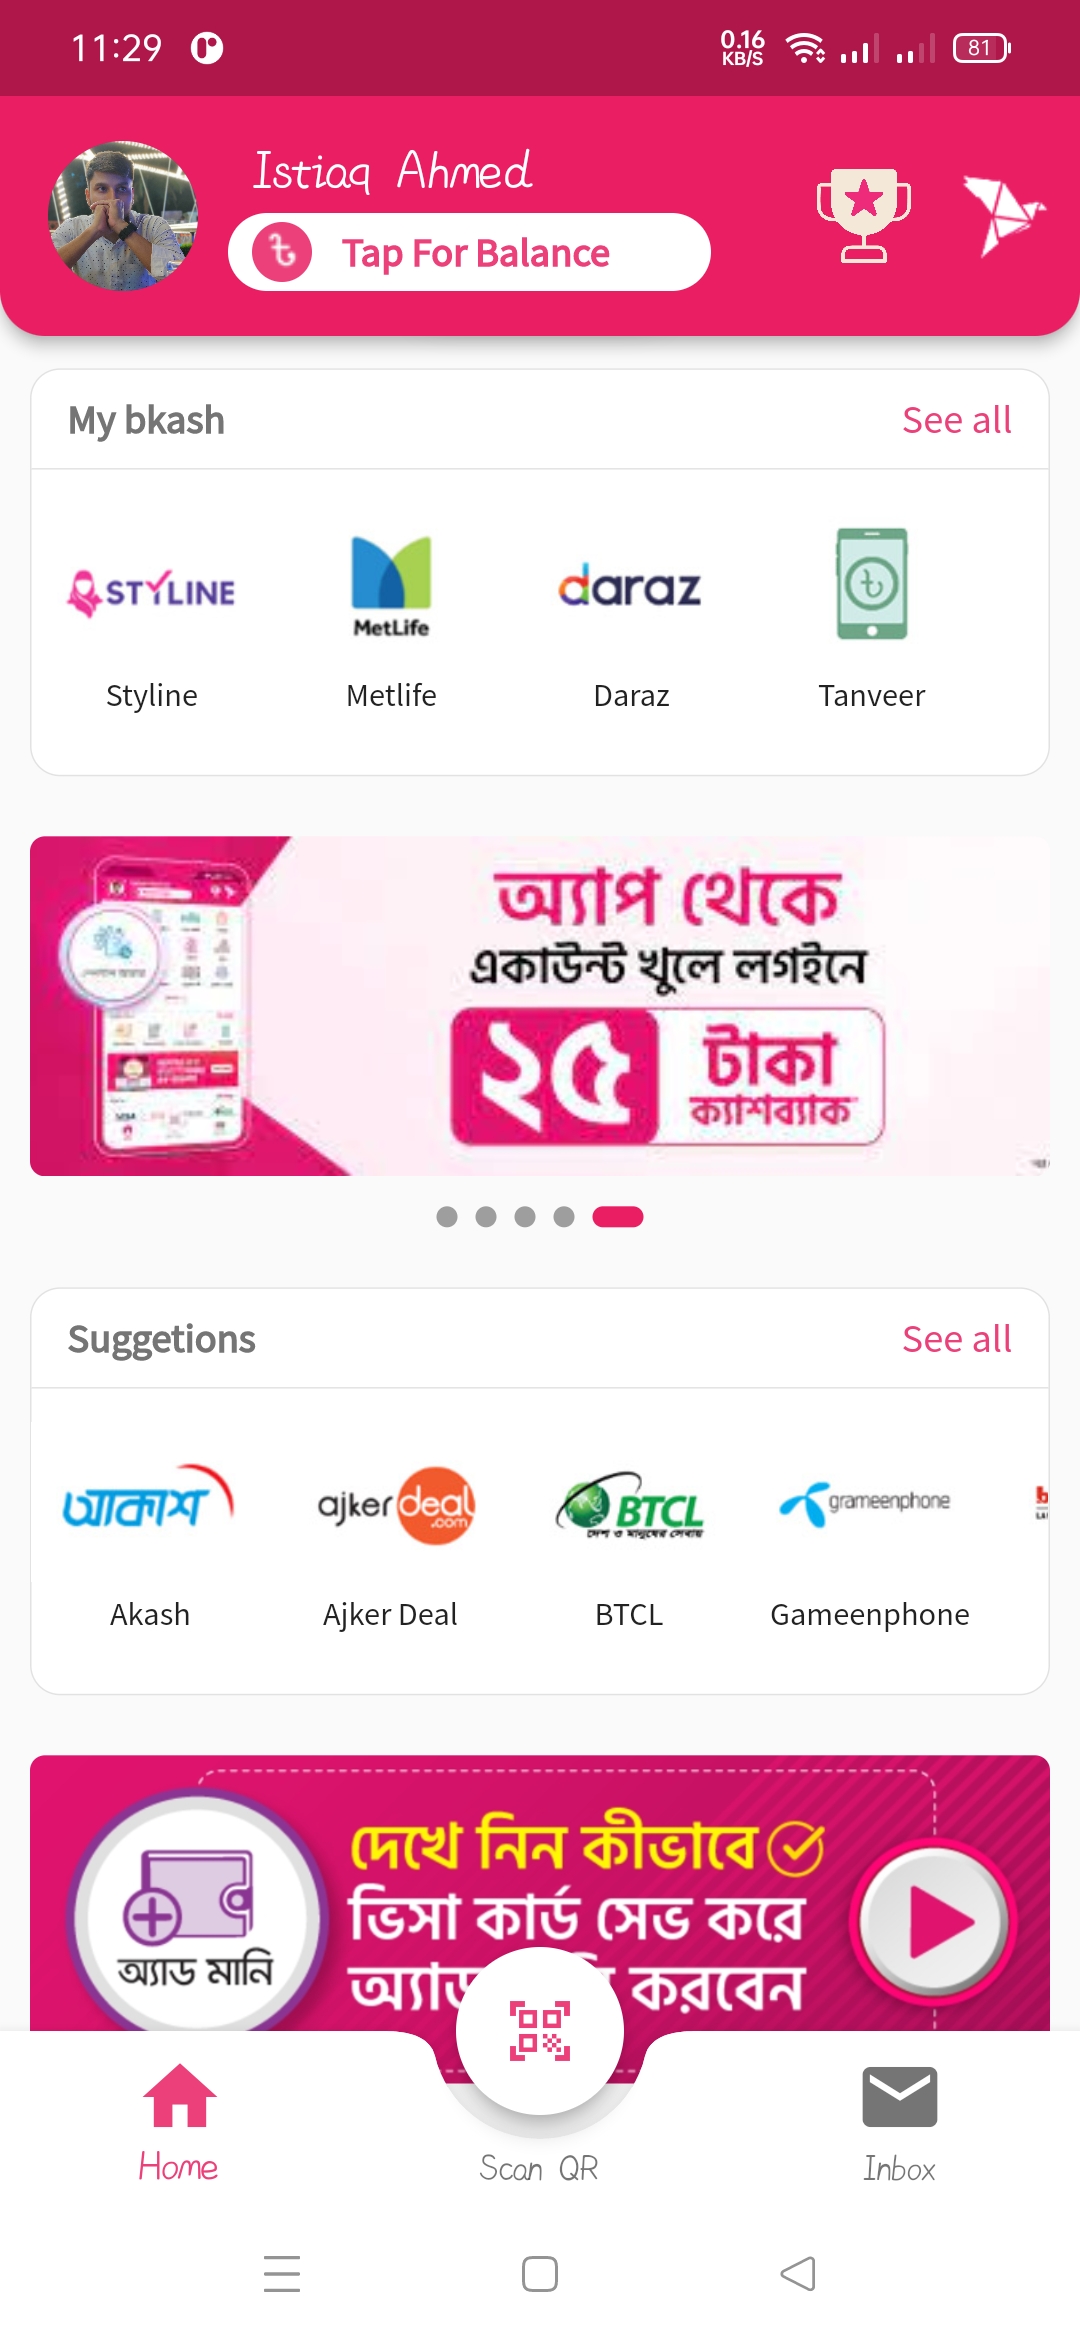 11:29
0.16
KB/S
81
Istiaq Ahmed
৳ Tap For Balance
My bkash
See all
STYLINE
MetLife
daraz
৳
Styline
Metlife
Daraz
Tanveer
অ্যাপ থেকে
একাউন্ট খুলে লগইনে
২৫ টাকা
ক্যাশব্যাক
Suggetions
See all
আকাশ
ajkerdeal
.com
BTCL
দেশ ও মানুষের সেবায়
grameenphone
Akash
Ajker Deal
BTCL
Gameenphone
দেখে নিন কীভাবে
ভিসা কার্ড সেভ করে
করবেন
অ্যাড মানি
Home
Scan QR
Inbox